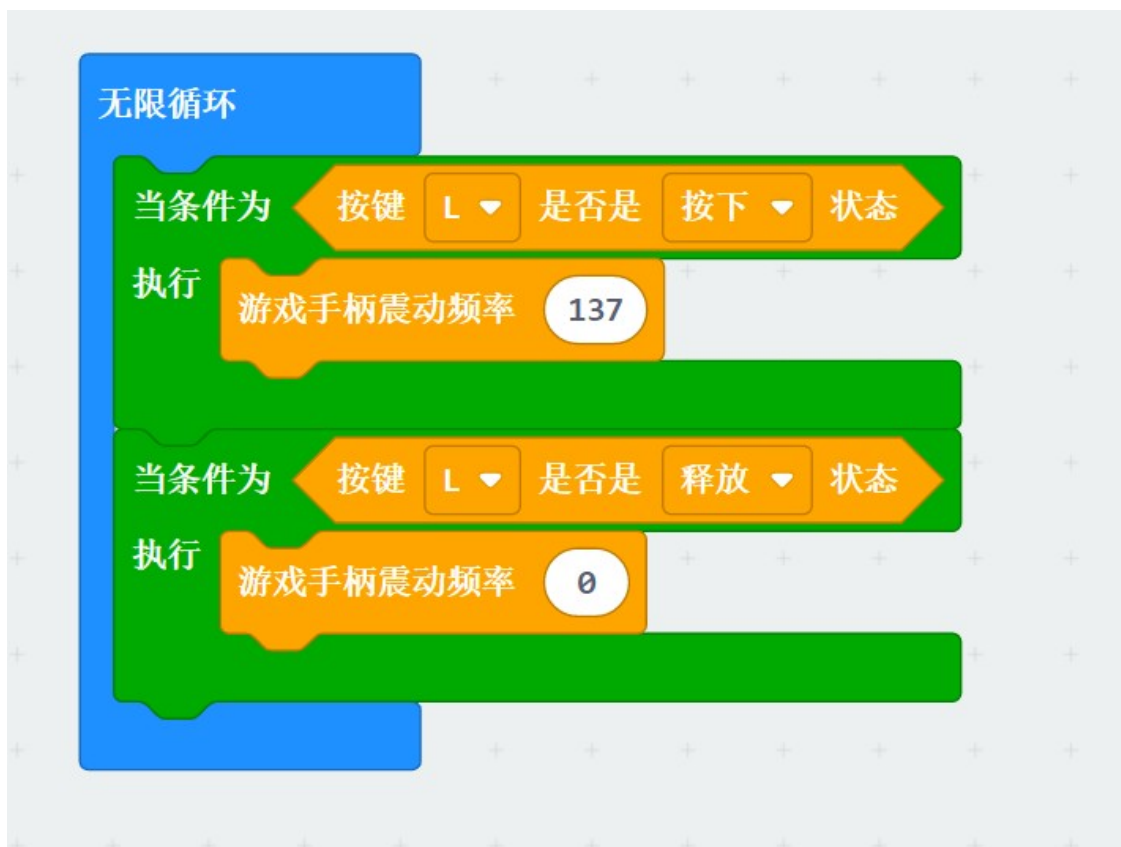 无限循环
当条件为 按键 L 是否是 按下 状态
执行 游戏手柄震动频率 137
当条件为 按键 L 是否是 释放 状态
执行 游戏手柄震动频率 0